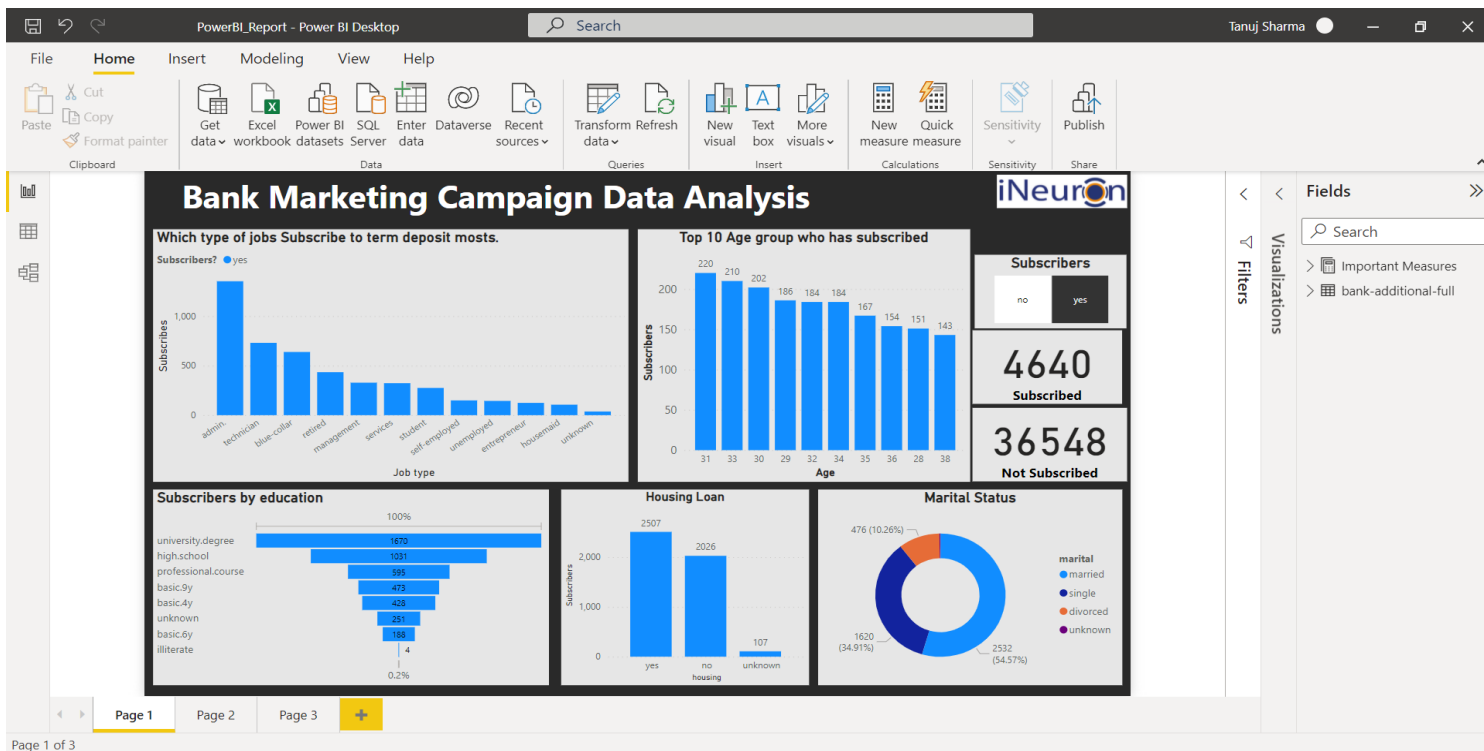 PowerBI_Report - Power BI Desktop
Search
Tanuj Sharma
File Home Insert Modeling View Help
Paste
Cut
Copy
Format painter
Clipboard
Get data
Excel workbook
Power BI datasets
SQL Server
Enter data
Dataverse
Recent sources
Data
Transform data
Refresh
Queries
New visual
Text box
More visuals
Insert
New measure
Quick measure
Calculations
Sensitivity
Sensitivity
Publish
Share
Bank Marketing Campaign Data Analysis
iNeuron
Which type of jobs Subscribe to term deposit mosts.
Subscribers? yes
Subscribes
1,000
500
0
admin. technician blue-collar retired management services student self-employed unemployed entrepreneur housemaid unknown
Job type
Top 10 Age group who has subscribed
Subscribers
200
150
100
50
0
220 210 202 186 184 184 167 154 151 143
31 33 30 29 32 34 35 36 28 38
Age
Subscribers
no yes
4640
Subscribed
36548
Not Subscribed
Subscribers by education
100%
university.degree 1670
high.school 1031
professional.course 595
basic.9y 473
basic.4y 428
unknown 251
basic.6y 188
illiterate 4
0.2%
Housing Loan
Subscribers
2,000
1,000
0
2507 2026 107
yes no unknown
housing
Marital Status
476 (10.26%)
1620
(34.91%)
2532
(54.57%)
marital
married
single
divorced
unknown
Filters
Visualizations
Fields
Search
Important Measures
bank-additional-full
Page 1 Page 2 Page 3
Page 1 of 3